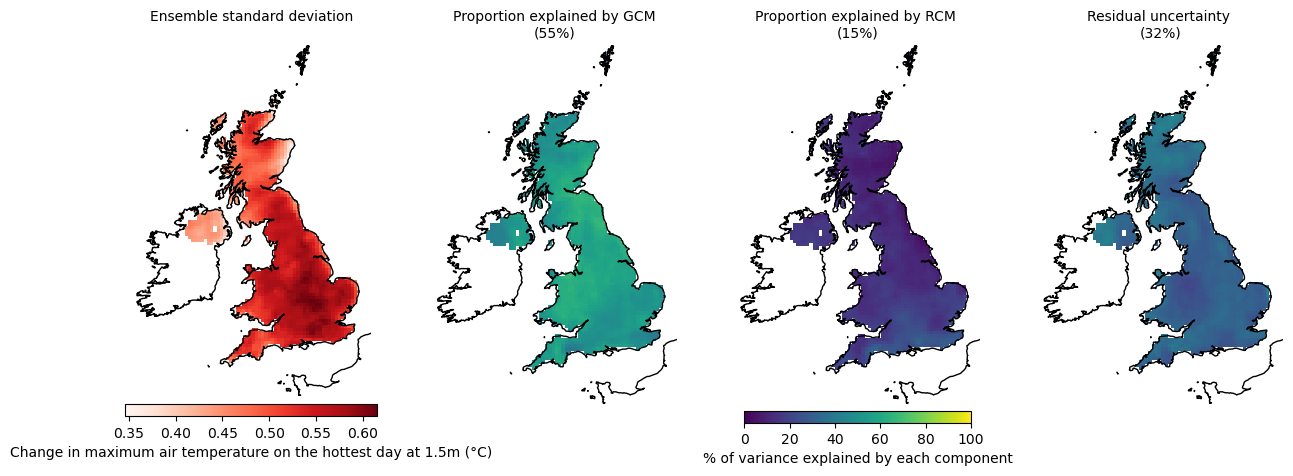 Ensemble standard deviation
Proportion explained by GCM
(55%)
Proportion explained by RCM
(15%)
Residual uncertainty
(32%)
0.35 0.40 0.45 0.50 0.55 0.60
Change in maximum air temperature on the hottest day at 1.5m (°C)
0 20 40 60 80 100
% of variance explained by each component